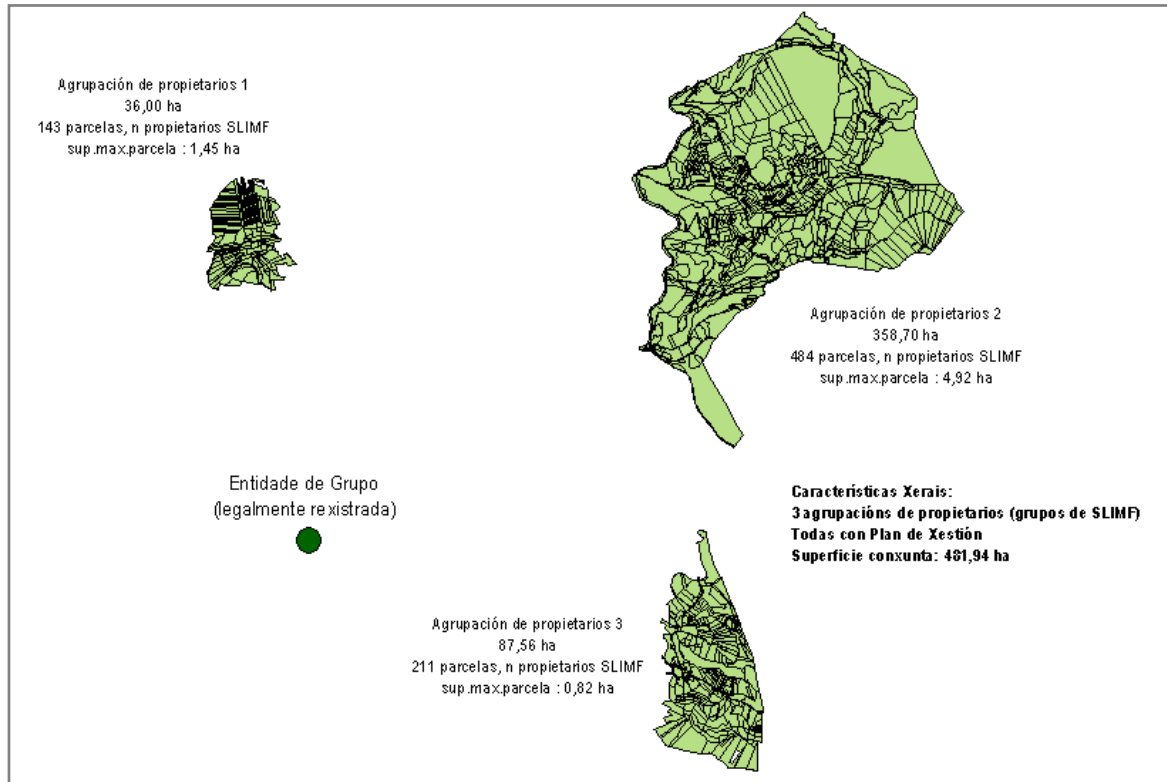 Agrupación de propietarios 1
36,00 ha
143 parcelas, n propietarios SLIMF
sup.max.parcela : 1,45 ha
Agrupación de propietarios 2
358,70 ha
484 parcelas, n propietarios SLIMF
sup.max.parcela : 4,92 ha
Entidade de Grupo
(legalmente rexistrada)
Características Xerais:
3 agrupacións de propietarios (grupos de SLIMF)
Todas con Plan de Xestión
Superficie conxunta: 481,94 ha
Agrupación de propietarios 3
87,56 ha
211 parcelas, n propietarios SLIMF
sup.max.parcela : 0,82 ha